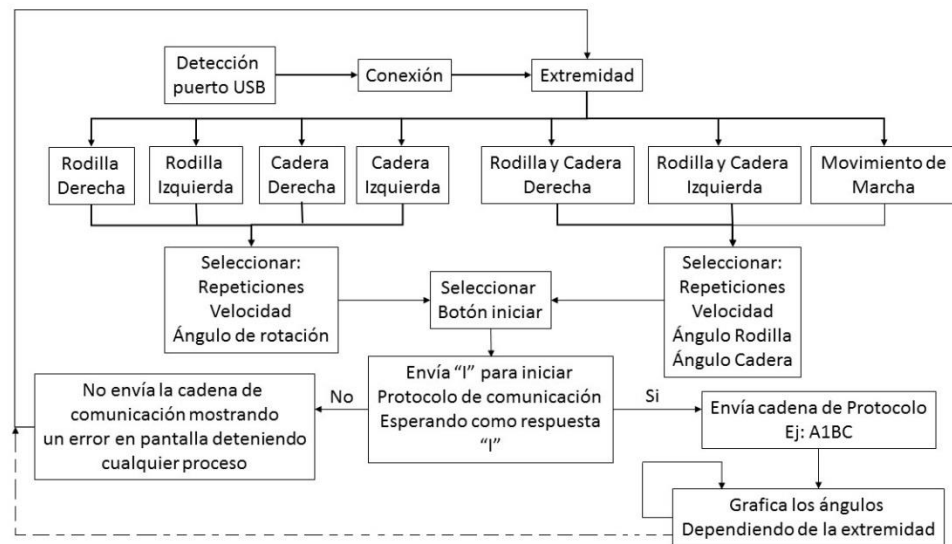 Detección
puerto USB
Conexión
Extremidad
Rodilla
Derecha
Rodilla
Izquierda
Cadera
Derecha
Cadera
Izquierda
Rodilla y Cadera
Derecha
Rodilla y Cadera
Izquierda
Movimiento de
Marcha
Seleccionar:
Repeticiones
Velocidad
Ángulo de rotación
Seleccionar
Botón iniciar
Seleccionar:
Repeticiones
Velocidad
Ángulo Rodilla
Ángulo Cadera
No envía la cadena de
comunicación mostrando
un error en pantalla deteniendo
cualquier proceso
No
Envía “I” para iniciar
Protocolo de comunicación
Esperando como respuesta
“I”
Si
Envía cadena de Protocolo
Ej: A1BC
Grafica los ángulos
Dependiendo de la extremidad